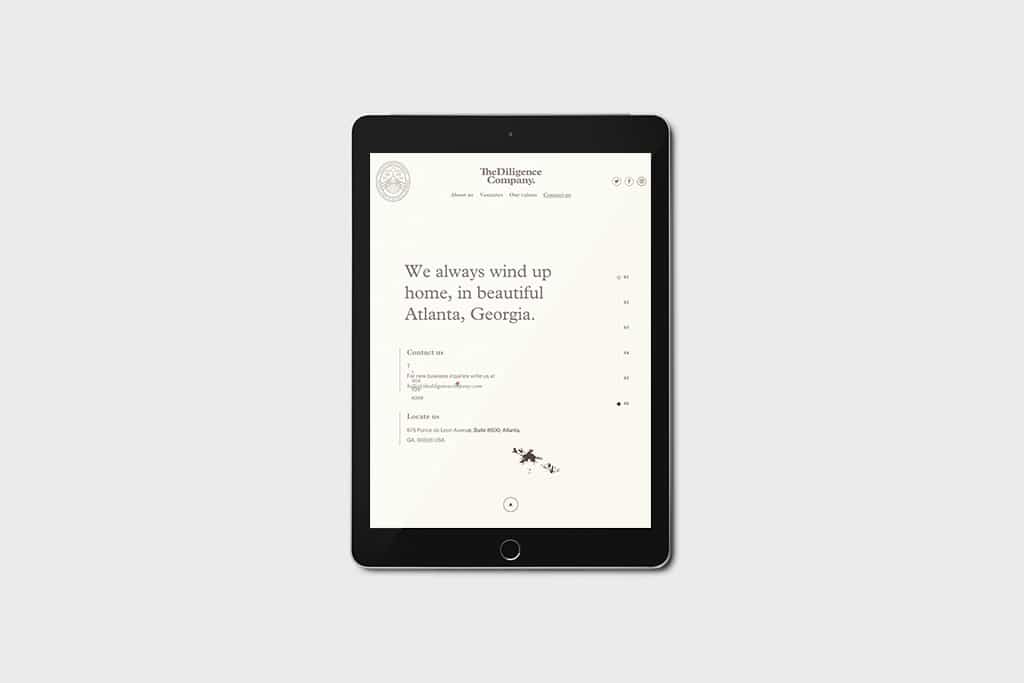 TheDiligence
Company.
About us Ventures Our values Contact us
We always wind up
home, in beautiful
Atlanta, Georgia.
01
02
03
04
05
06
Contact us
T
For new business inquiries write us at
hello@thediligencecompany.com
Locate us
675 Ponce de Leon Avenue, Suite 8500, Atlanta,
GA, USA